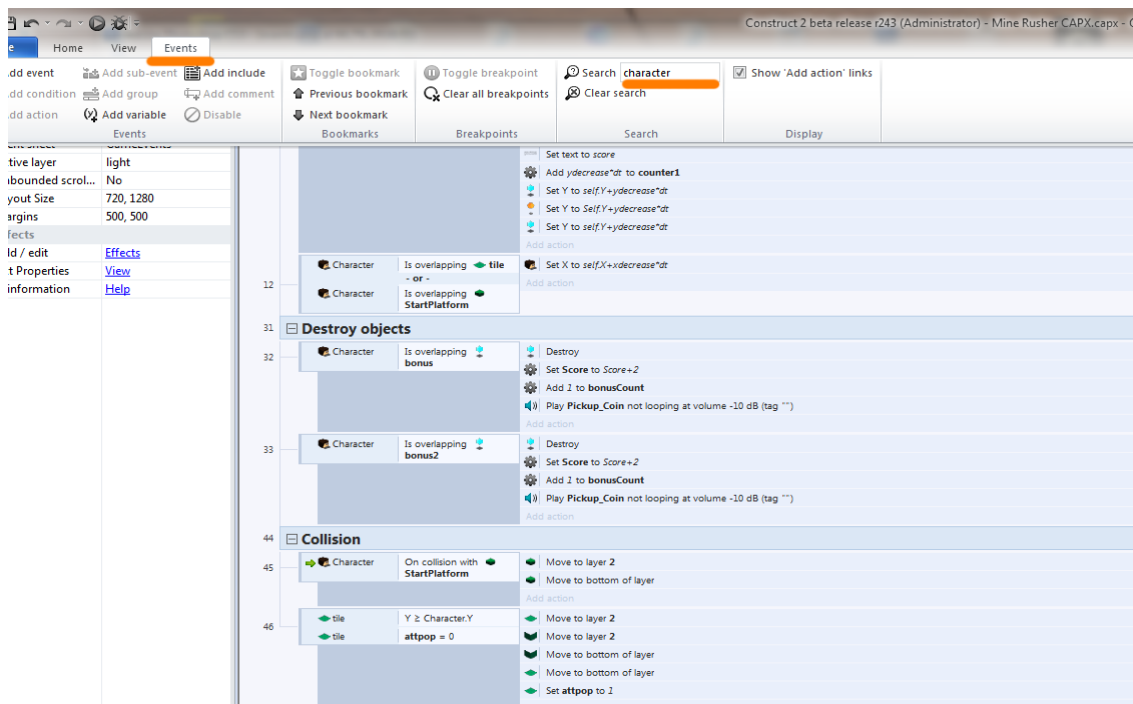 Construct 2 beta release r243 (Administrator) - Mine Rusher CAPX.capx - C
e Home View Events
dd event Add sub-event Add include Toggle bookmark Toggle breakpoint Search character Show 'Add action' links
dd condition Add group Add comment Previous bookmark Clear all breakpoints Clear search
dd action Add variable Disable Next bookmark
Events Bookmarks Breakpoints Search Display
tive layer light
nbounded scrol... No
yout Size 720, 1280
argins 500, 500
fects
ld / edit Effects
t Properties View
information Help
Set text to score
Add ydecrease*dt to counter1
Set Y to self.Y+ydecrease*dt
Set Y to Self.Y+ydecrease*dt
Set Y to self.Y+ydecrease*dt
Add action
Character Is overlapping tile Set X to self.X+xdecrease*dt
- or - Add action
12
Character Is overlapping StartPlatform
31 Destroy objects
32 Character Is overlapping bonus Destroy
Set Score to Score+2
Add 1 to bonusCount
Play Pickup_Coin not looping at volume -10 dB (tag "")
Add action
33 Character Is overlapping bonus2 Destroy
Set Score to Score+2
Add 1 to bonusCount
Play Pickup_Coin not looping at volume -10 dB (tag "")
Add action
44 Collision
45 Character On collision with StartPlatform Move to layer 2
Move to bottom of layer
Add action
46 tile Y ≥ Character.Y Move to layer 2
tile attpop = 0 Move to layer 2
Move to bottom of layer
Move to bottom of layer
Set attpop to 1